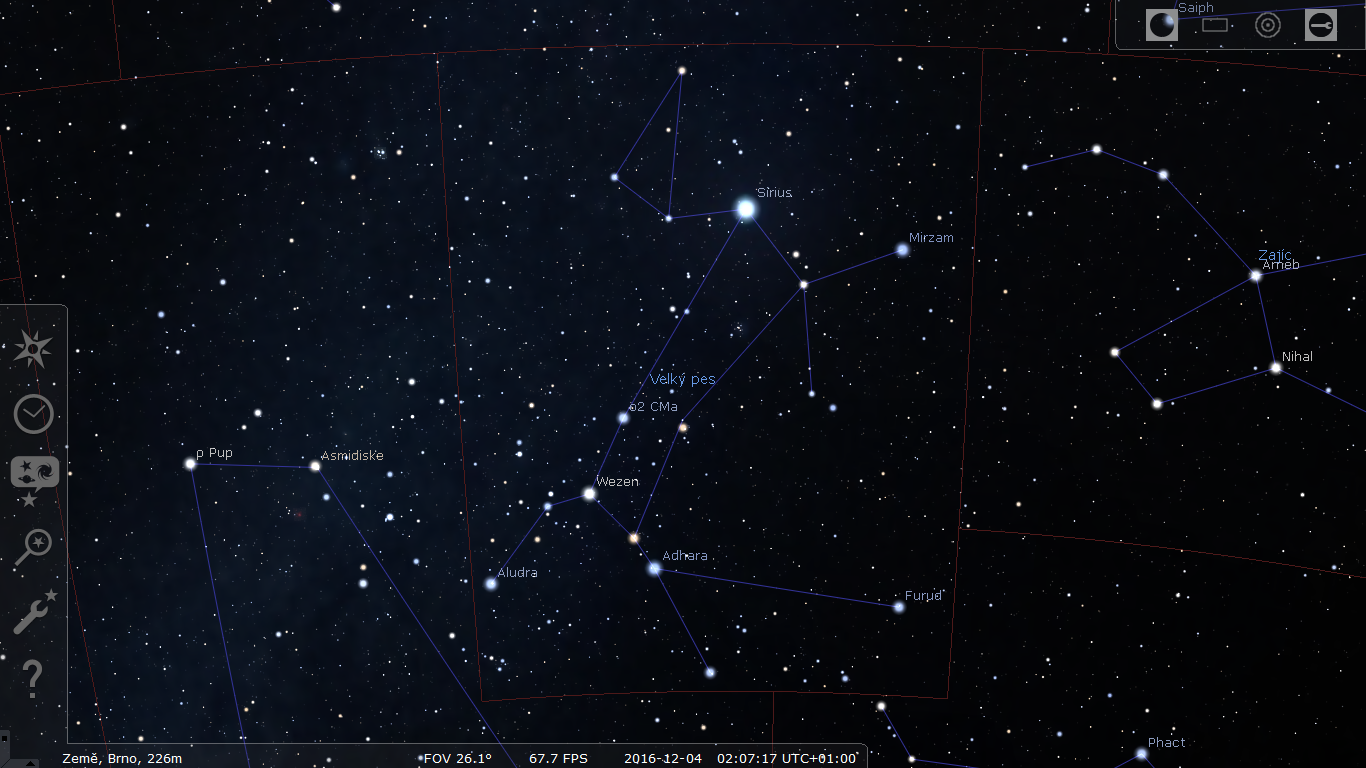 Saiph
Sirius
Mirzam
Zajíc
Arneb
Nihal
Velký pes
ο2 CMa
ρ Pup
Asmidiske
Wezen
Adhara
Aludra
Furud
Phact
Země, Brno, 226m
FOV 26.1°
67.7 FPS
2016-12-04 02:07:17 UTC+01:00